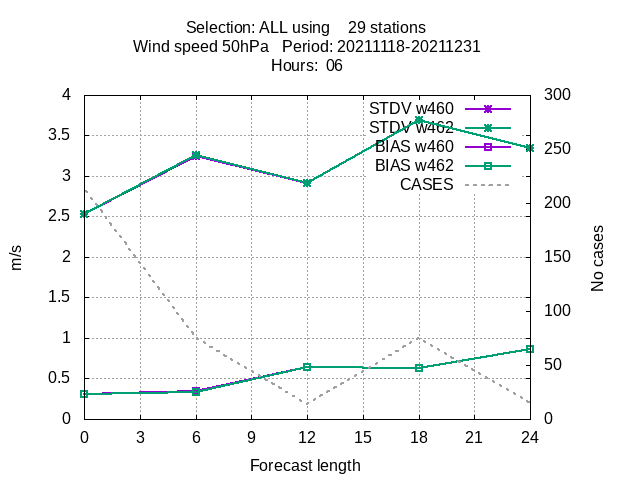 Selection: ALL using 29 stations
Wind speed 50hPa Period: 20211118-20211231
Hours: 06
4
3.5
3
2.5
2
1.5
1
0.5
0
300
250
200
150
100
50
0
STDV w460
STDV w462
BIAS w460
BIAS w462
CASES
m/s
No cases
0 3 6 9 12 15 18 21 24
Forecast length